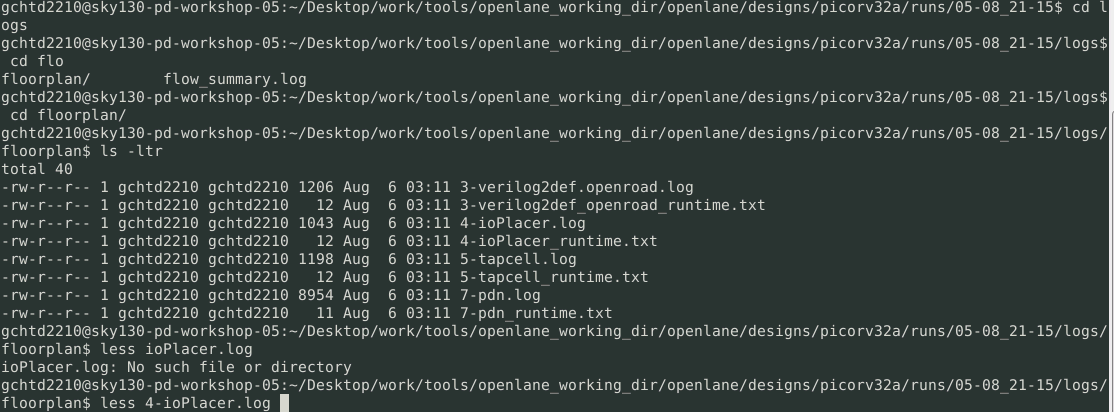 gchtd2210@sky130-pd-workshop-05:~/Desktop/work/tools/openlane_working_dir/openlane/designs/picorv32a/runs/05-08_21-15$ cd l
ogs
gchtd2210@sky130-pd-workshop-05:~/Desktop/work/tools/openlane_working_dir/openlane/designs/picorv32a/runs/05-08_21-15/logs$
 cd flo
floorplan/        flow_summary.log
gchtd2210@sky130-pd-workshop-05:~/Desktop/work/tools/openlane_working_dir/openlane/designs/picorv32a/runs/05-08_21-15/logs$
 cd floorplan/
gchtd2210@sky130-pd-workshop-05:~/Desktop/work/tools/openlane_working_dir/openlane/designs/picorv32a/runs/05-08_21-15/logs/
floorplan$ ls -ltr
total 40
-rw-r--r-- 1 gchtd2210 gchtd2210 1206 Aug  6 03:11 3-verilog2def.openroad.log
-rw-r--r-- 1 gchtd2210 gchtd2210   12 Aug  6 03:11 3-verilog2def_openroad_runtime.txt
-rw-r--r-- 1 gchtd2210 gchtd2210 1043 Aug  6 03:11 4-ioPlacer.log
-rw-r--r-- 1 gchtd2210 gchtd2210   12 Aug  6 03:11 4-ioPlacer_runtime.txt
-rw-r--r-- 1 gchtd2210 gchtd2210 1198 Aug  6 03:11 5-tapcell.log
-rw-r--r-- 1 gchtd2210 gchtd2210   12 Aug  6 03:11 5-tapcell_runtime.txt
-rw-r--r-- 1 gchtd2210 gchtd2210 8954 Aug  6 03:11 7-pdn.log
-rw-r--r-- 1 gchtd2210 gchtd2210   11 Aug  6 03:11 7-pdn_runtime.txt
gchtd2210@sky130-pd-workshop-05:~/Desktop/work/tools/openlane_working_dir/openlane/designs/picorv32a/runs/05-08_21-15/logs/
floorplan$ less ioPlacer.log
ioPlacer.log: No such file or directory
gchtd2210@sky130-pd-workshop-05:~/Desktop/work/tools/openlane_working_dir/openlane/designs/picorv32a/runs/05-08_21-15/logs/
floorplan$ less 4-ioPlacer.log